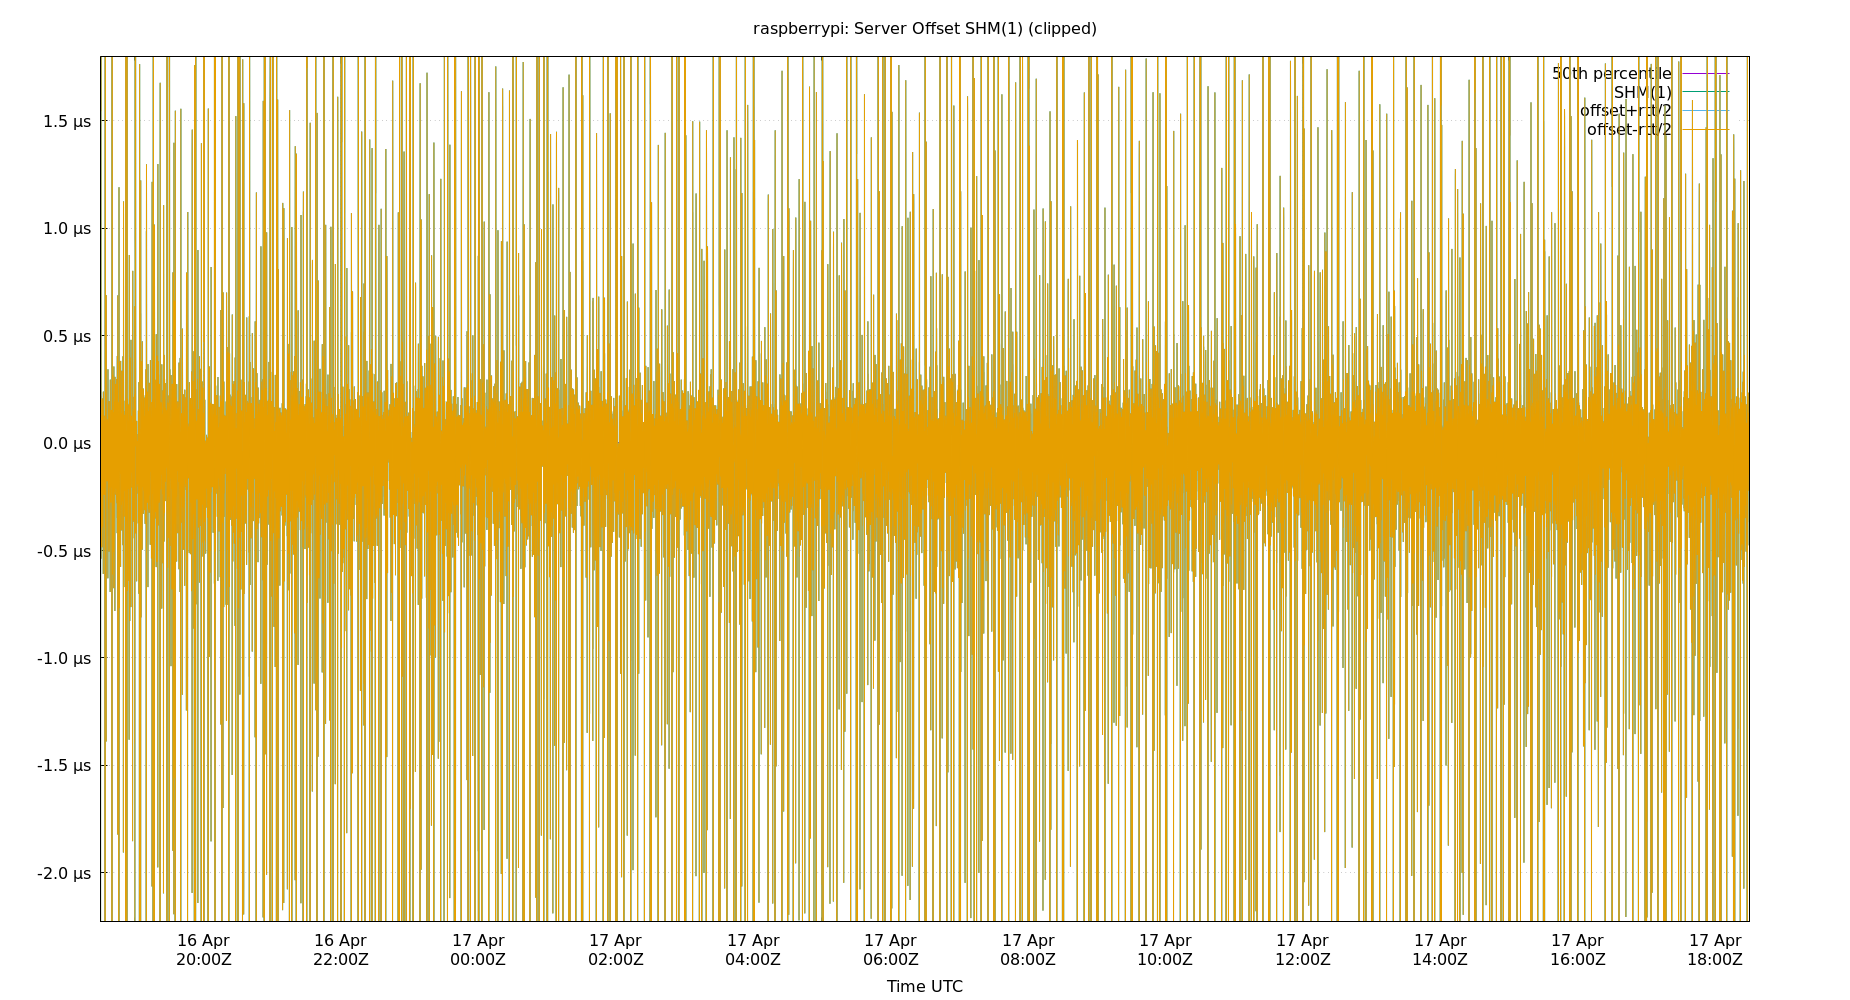 raspberrypi: Server Offset SHM(1) (clipped)
50th percentile
SHM(1)
offset+rtt/2
offset-rtt/2
1.5 µs
1.0 µs
0.5 µs
0.0 µs
-0.5 µs
-1.0 µs
-1.5 µs
-2.0 µs
16 Apr 16 Apr 17 Apr 17 Apr 17 Apr 17 Apr 17 Apr 17 Apr 17 Apr 17 Apr 17 Apr 17 Apr
20:00Z 22:00Z 00:00Z 02:00Z 04:00Z 06:00Z 08:00Z 10:00Z 12:00Z 14:00Z 16:00Z 18:00Z
Time UTC